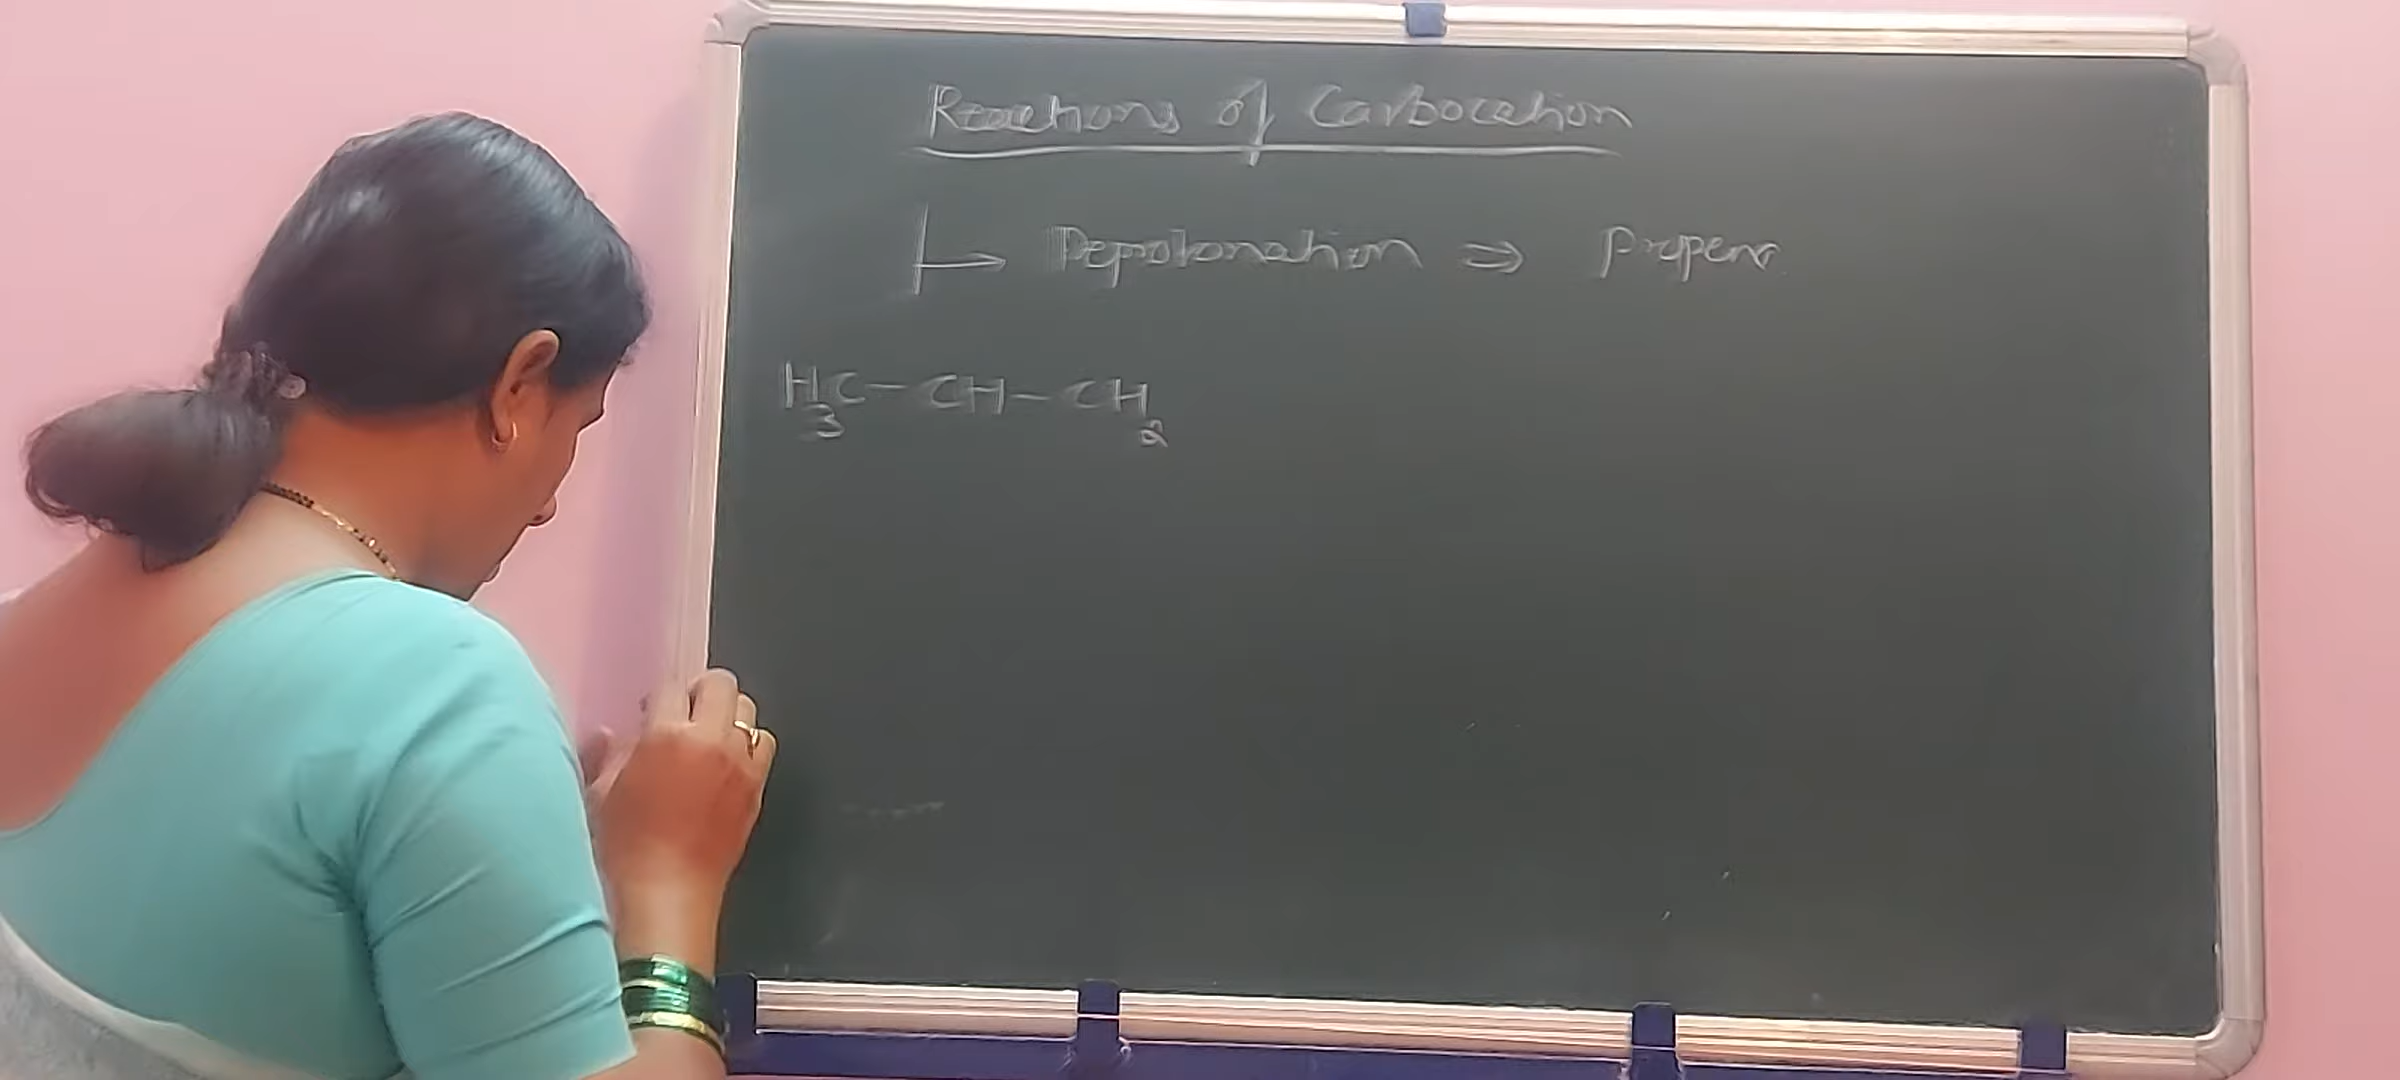 Reactions of Carbocation
Deprotonation ⇒ Propene
H₃C - CH - CH₂